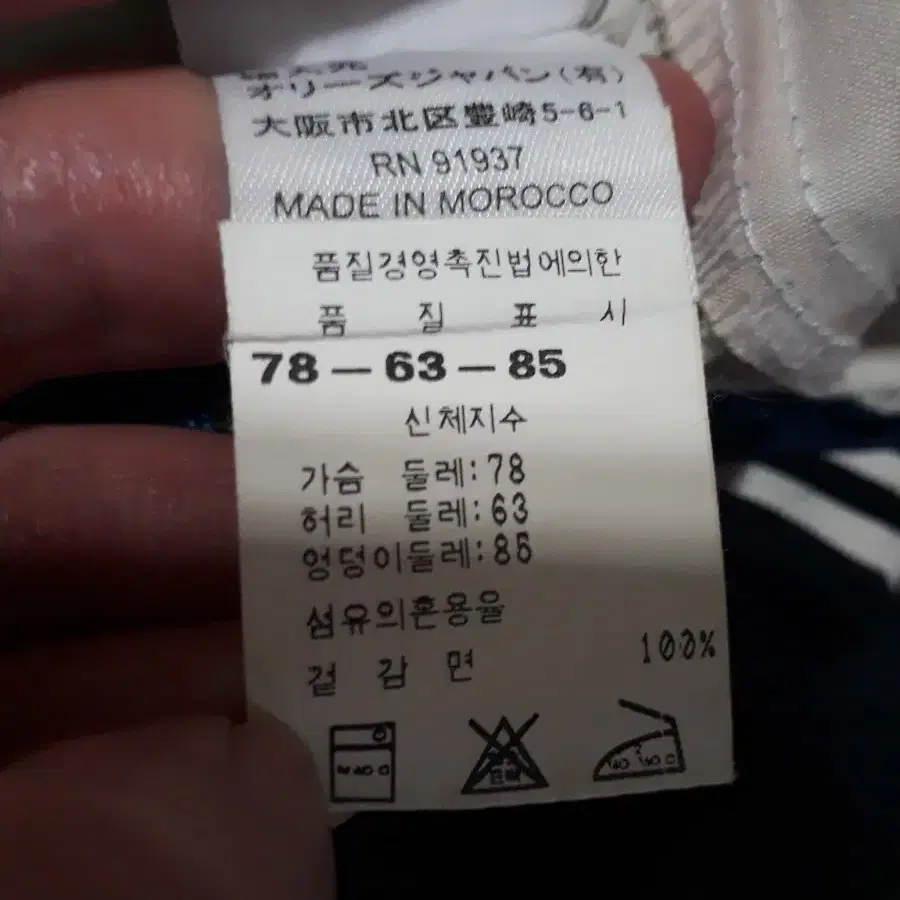 オリーズジャパン(有)
大阪市北区豊崎5-6-1
RN 91937
MADE IN MOROCCO
품질경영촉진법에의한
품 질 표 시
78-63-85
신체지수
가슴 둘레:78
허리 둘레:63
엉덩이둘레:85
섬유의혼용율
겉 감 면 100%